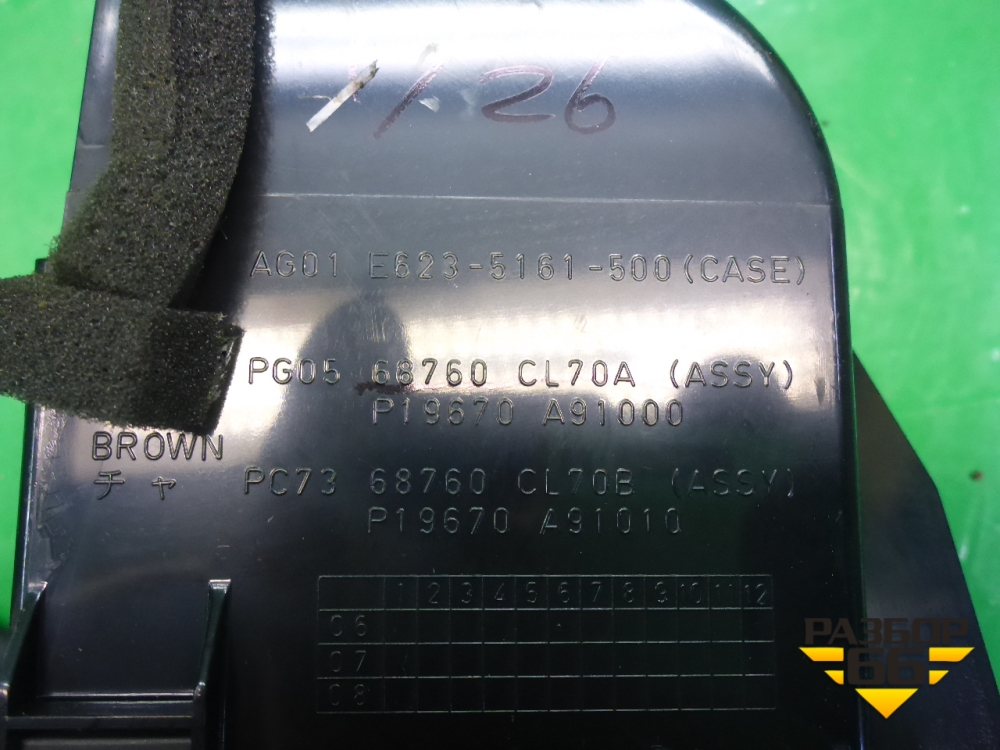 1/26
AG01 E623-5161-500 (CASE)
PG05 68760 CL70A (ASSY)
P19670 A91000
BROWN
チャ PC73 68760 CL70B (ASSY)
P19670 A91010
1 2 3 4 5 6 7 8 9 10 11 12
06
07
08
РАЗБОР
66